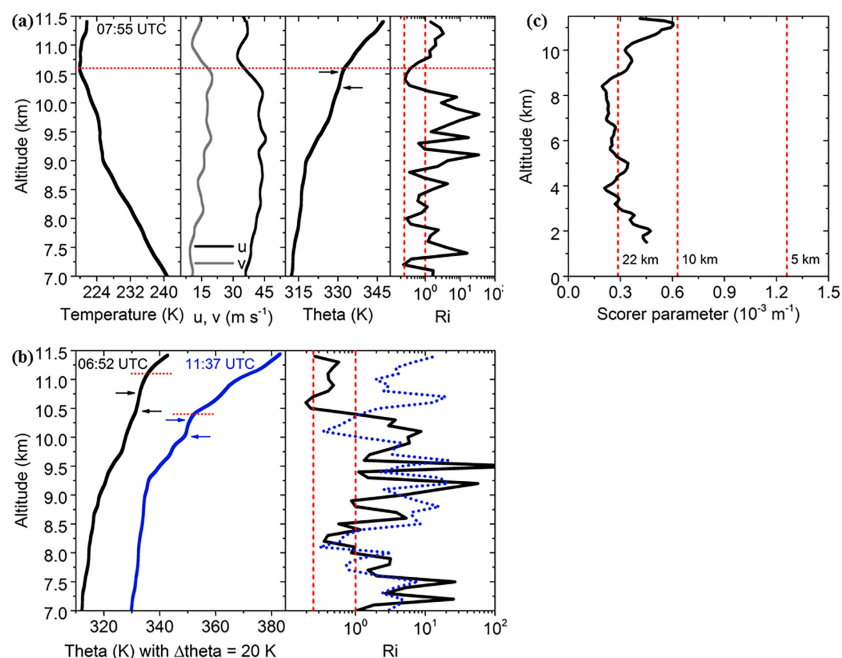 (a)
07:55 UTC
Altitude (km)
11.5
11.0
10.5
10.0
9.5
9.0
8.5
8.0
7.5
7.0
u
v
224 232 240
15 30 45
315 330 345
10⁰ 10¹ 10²
Temperature (K) u, v (m s⁻¹) Theta (K) Ri
(c)
Altitude (km)
10
8
6
4
2
0
22 km 10 km 5 km
0.0 0.3 0.6 0.9 1.2 1.5
Scorer parameter (10⁻³ m⁻¹)
(b)
06:52 UTC 11:37 UTC
Altitude (km)
11.5
11.0
10.5
10.0
9.5
9.0
8.5
8.0
7.5
7.0
320 340 360 380
10⁰ 10¹ 10²
Theta (K) with Δtheta = 20 K Ri